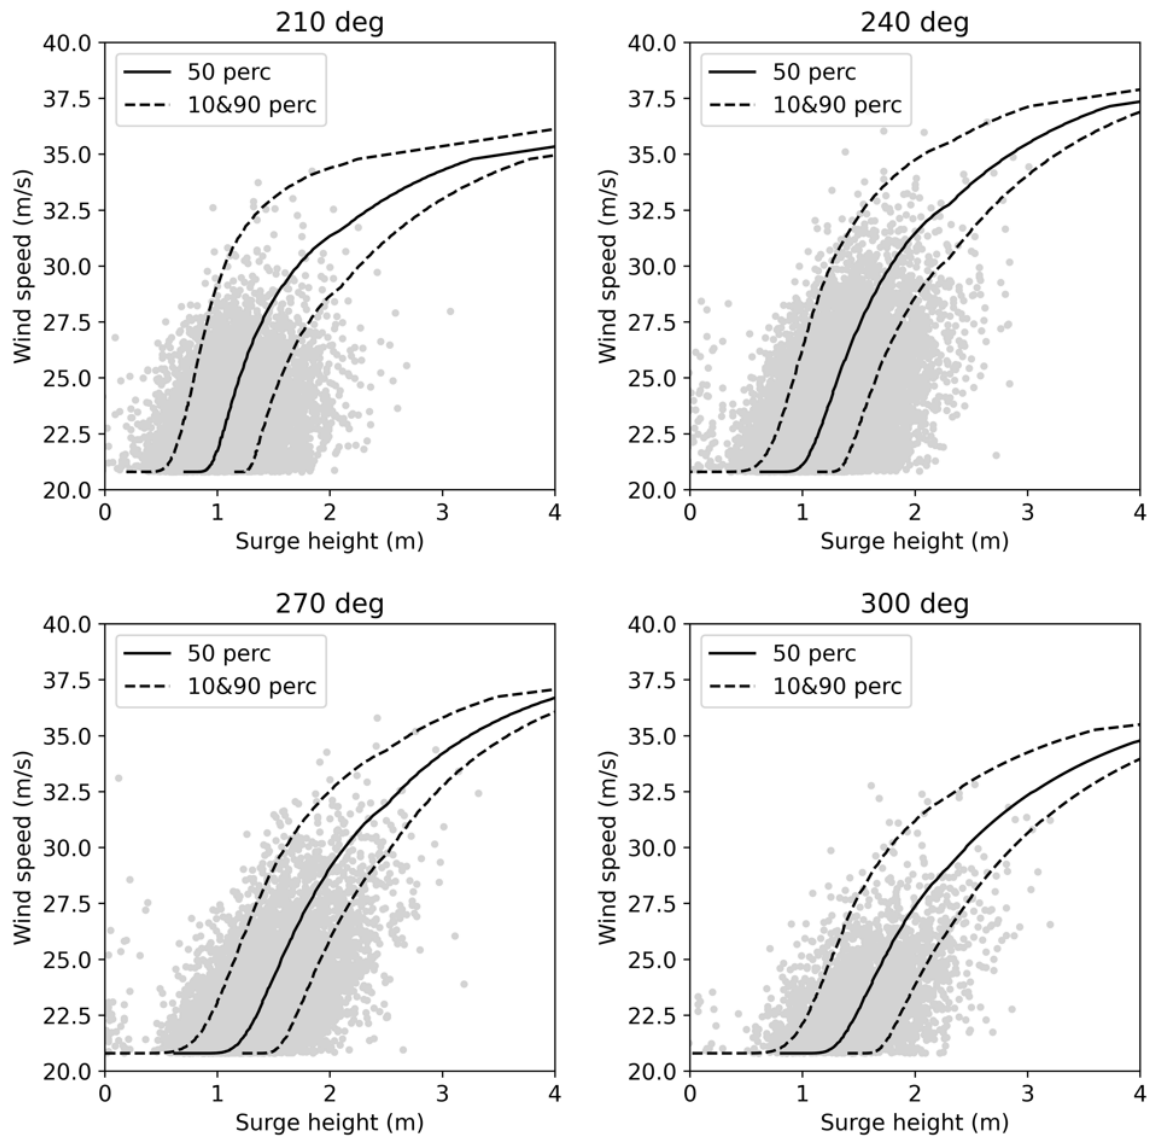 210 deg
40.0
37.5
35.0
32.5
30.0
27.5
25.0
22.5
20.0
Wind speed (m/s)
50 perc
10&90 perc
0 1 2 3 4
Surge height (m)
240 deg
40.0
37.5
35.0
32.5
30.0
27.5
25.0
22.5
20.0
Wind speed (m/s)
50 perc
10&90 perc
0 1 2 3 4
Surge height (m)
270 deg
40.0
37.5
35.0
32.5
30.0
27.5
25.0
22.5
20.0
Wind speed (m/s)
50 perc
10&90 perc
0 1 2 3 4
Surge height (m)
300 deg
40.0
37.5
35.0
32.5
30.0
27.5
25.0
22.5
20.0
Wind speed (m/s)
50 perc
10&90 perc
0 1 2 3 4
Surge height (m)